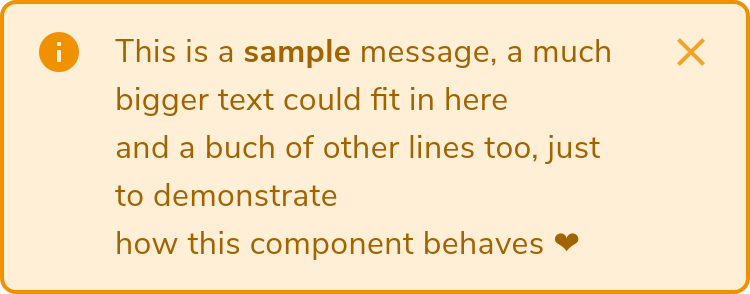 This is a sample message, a much
bigger text could fit in here
and a buch of other lines too, just
to demonstrate
how this component behaves ❤